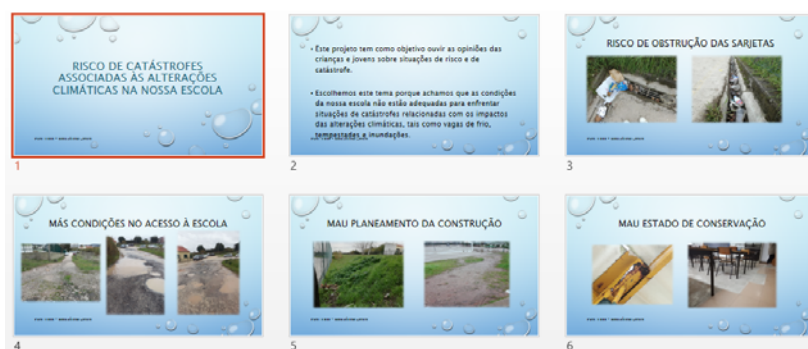 RISCO DE CATÁSTROFES
ASSOCIADAS ÀS ALTERAÇÕES
CLIMÁTICAS NA NOSSA ESCOLA
1
• Este projeto tem como objetivo ouvir as opiniões das
crianças e jovens sobre situações de risco e de
catástrofe.
• Escolhemos este tema porque achamos que as condições
da nossa escola não estão adequadas para enfrentar
situações de catástrofes relacionadas com os impactos
das alterações climáticas, tais como vagas de frio,
tempestades e inundações.
2
RISCO DE OBSTRUÇÃO DAS SARJETAS
3
MÁS CONDIÇÕES NO ACESSO À ESCOLA
4
MAU PLANEAMENTO DA CONSTRUÇÃO
5
MAU ESTADO DE CONSERVAÇÃO
6